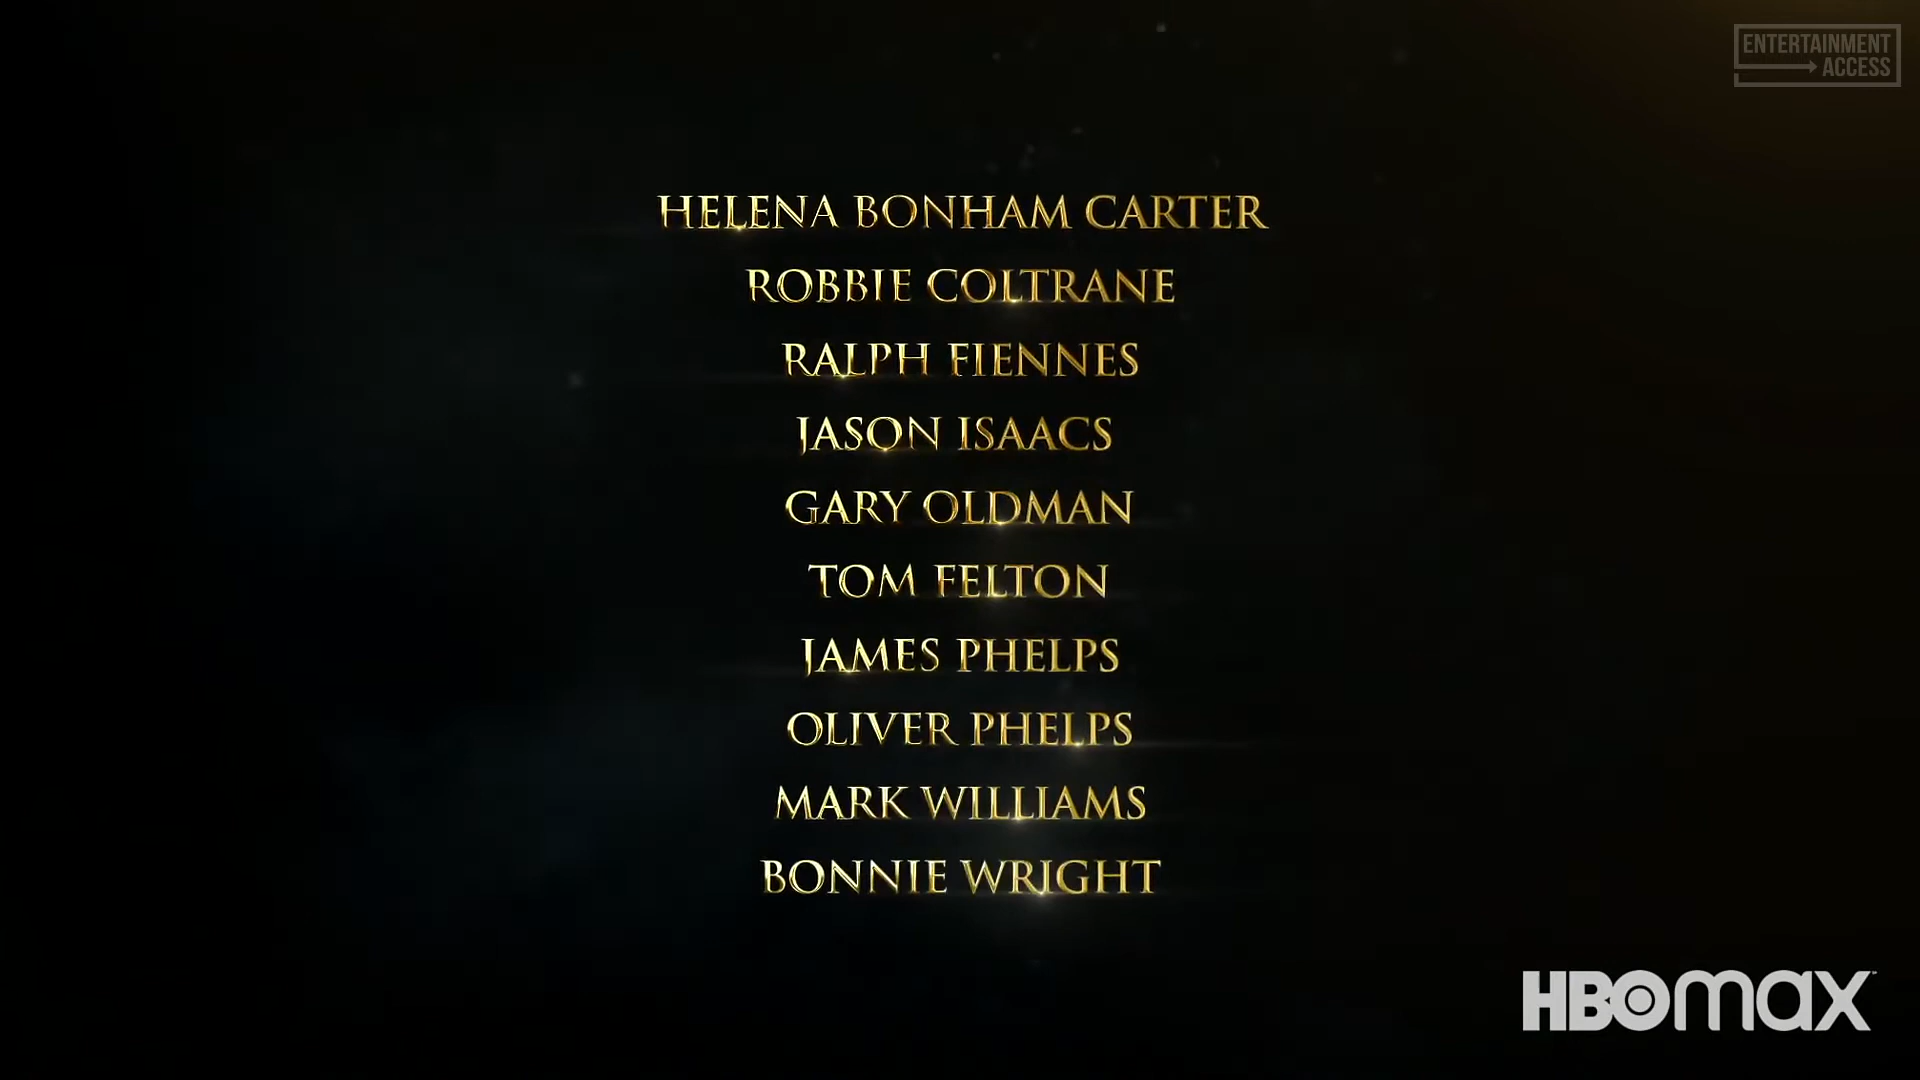 ENTERTAINMENT
ACCESS
HELENA BONHAM CARTER
ROBBIE COLTRANE
RALPH FIENNES
JASON ISAACS
GARY OLDMAN
TOM FELTON
JAMES PHELPS
OLIVER PHELPS
MARK WILLIAMS
BONNIE WRIGHT
HBOMAX